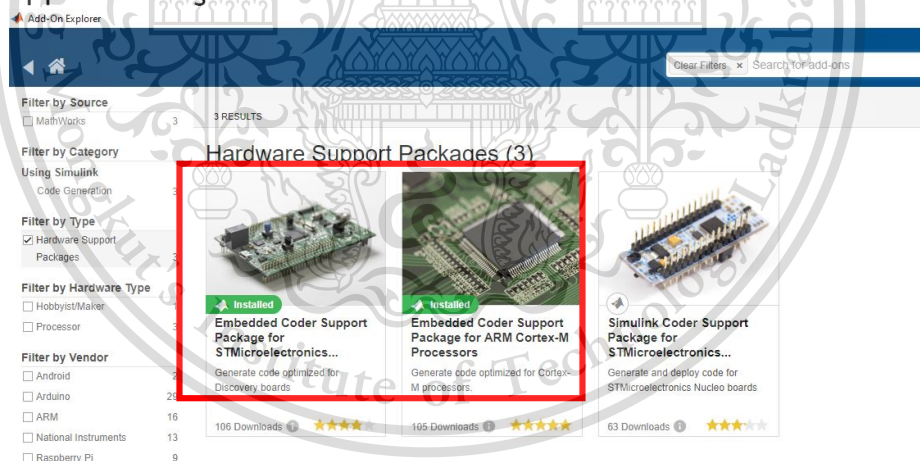 Add-On Explorer
Clear Filters × Search for add-ons
Filter by Source
MathWorks 3
3 RESULTS
Filter by Category
Using Simulink
Code Generation 3
Filter by Type
Hardware Support
Packages 3
Filter by Hardware Type
Hobbyist/Maker
Processor 3
Filter by Vendor
Android 2
Arduino 29
ARM 16
National Instruments 13
Raspberry Pi 9
Hardware Support Packages (3)
Installed
Embedded Coder Support
Package for
STMicroelectronics...
Generate code optimized for
Discovery boards
106 Downloads
Installed
Embedded Coder Support
Package for ARM Cortex-M
Processors
Generate code optimized for Cortex-
M processors.
105 Downloads
Simulink Coder Support
Package for
STMicroelectronics...
Generate and deploy code for
STMicroelectronics Nucleo boards
63 Downloads
Institute of Technology Ladkrabang